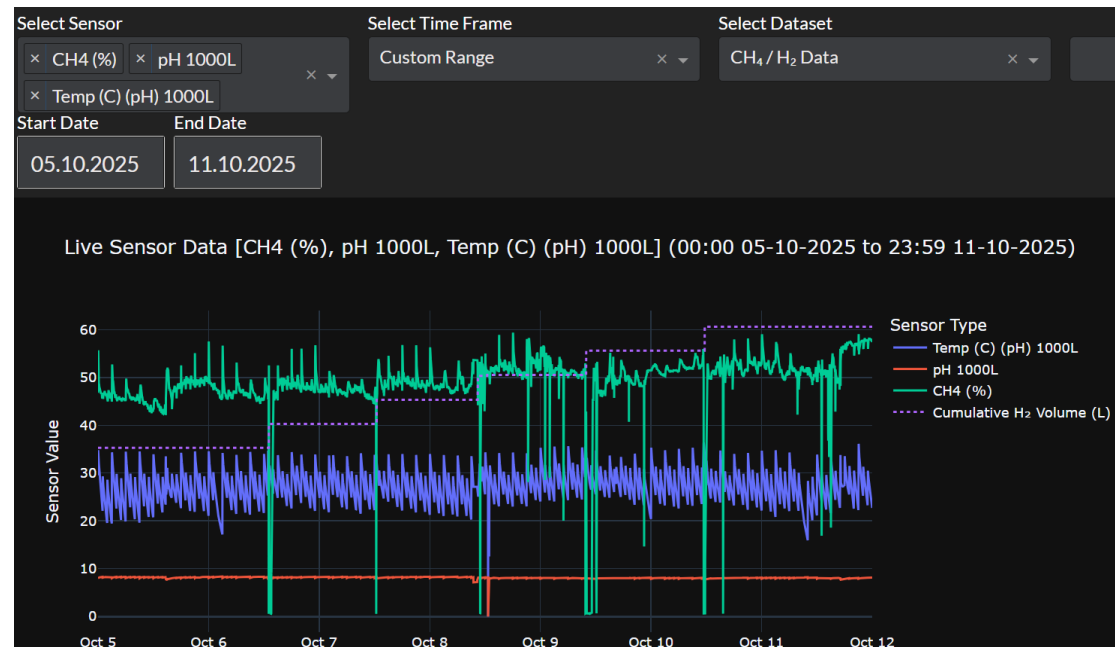 Select Sensor
Select Time Frame
Select Dataset
× CH4 (%) × pH 1000L
× Temp (C) (pH) 1000L
Custom Range
CH₄ / H₂ Data
Start Date
End Date
05.10.2025
11.10.2025
Live Sensor Data [CH4 (%), pH 1000L, Temp (C) (pH) 1000L] (00:00 05-10-2025 to 23:59 11-10-2025)
Sensor Value
60
50
40
30
20
10
0
Oct 5
Oct 6
Oct 7
Oct 8
Oct 9
Oct 10
Oct 11
Oct 12
Sensor Type
Temp (C) (pH) 1000L
pH 1000L
CH4 (%)
Cumulative H₂ Volume (L)